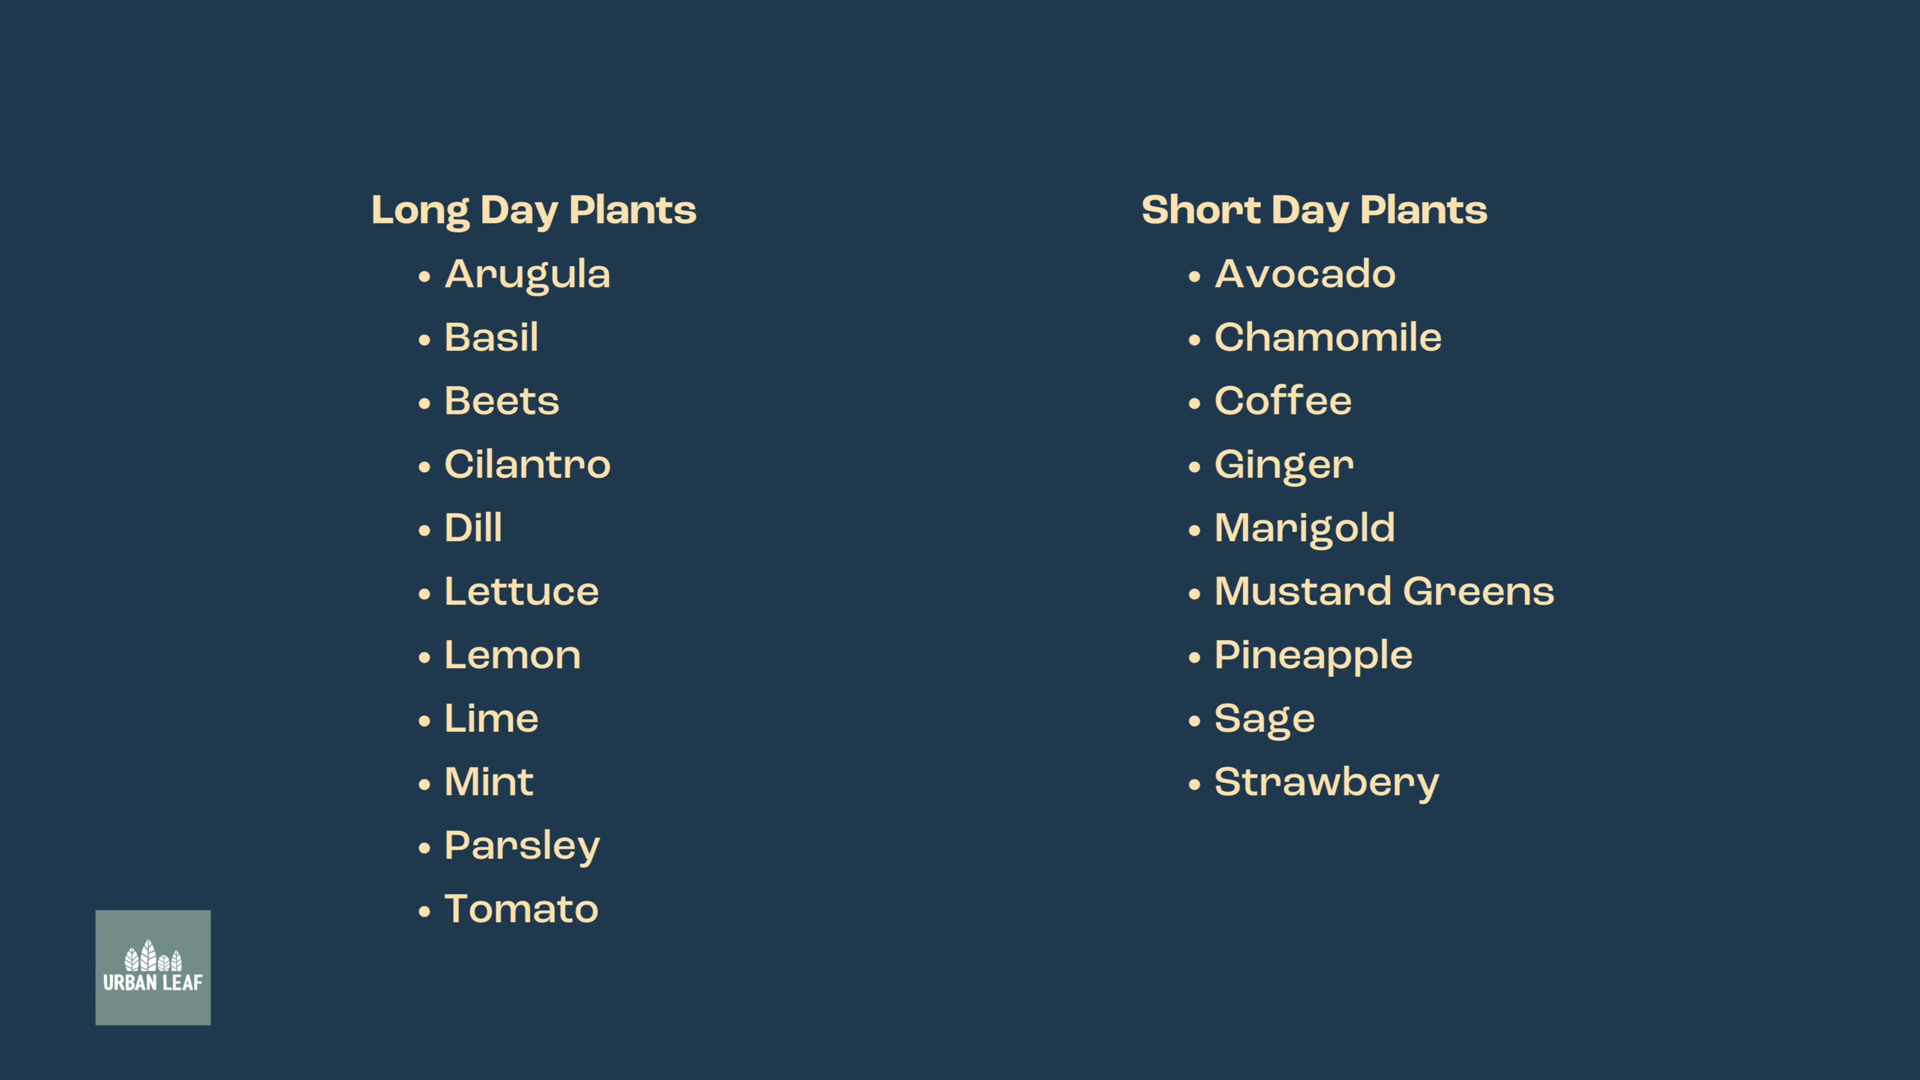 Long Day Plants
• Arugula
• Basil
• Beets
• Cilantro
• Dill
• Lettuce
• Lemon
• Lime
• Mint
• Parsley
• Tomato
Short Day Plants
• Avocado
• Chamomile
• Coffee
• Ginger
• Marigold
• Mustard Greens
• Pineapple
• Sage
• Strawbery
URBAN LEAF